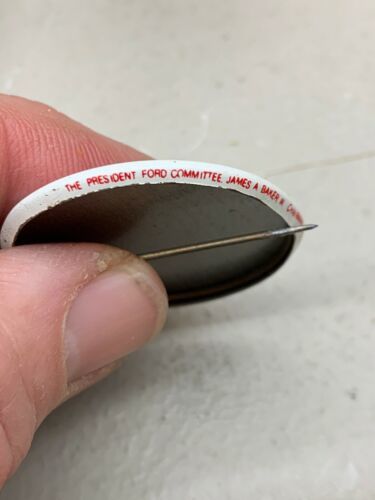 THE PRESIDENT FORD COMMITTEE, JAMES A. BAKER III,